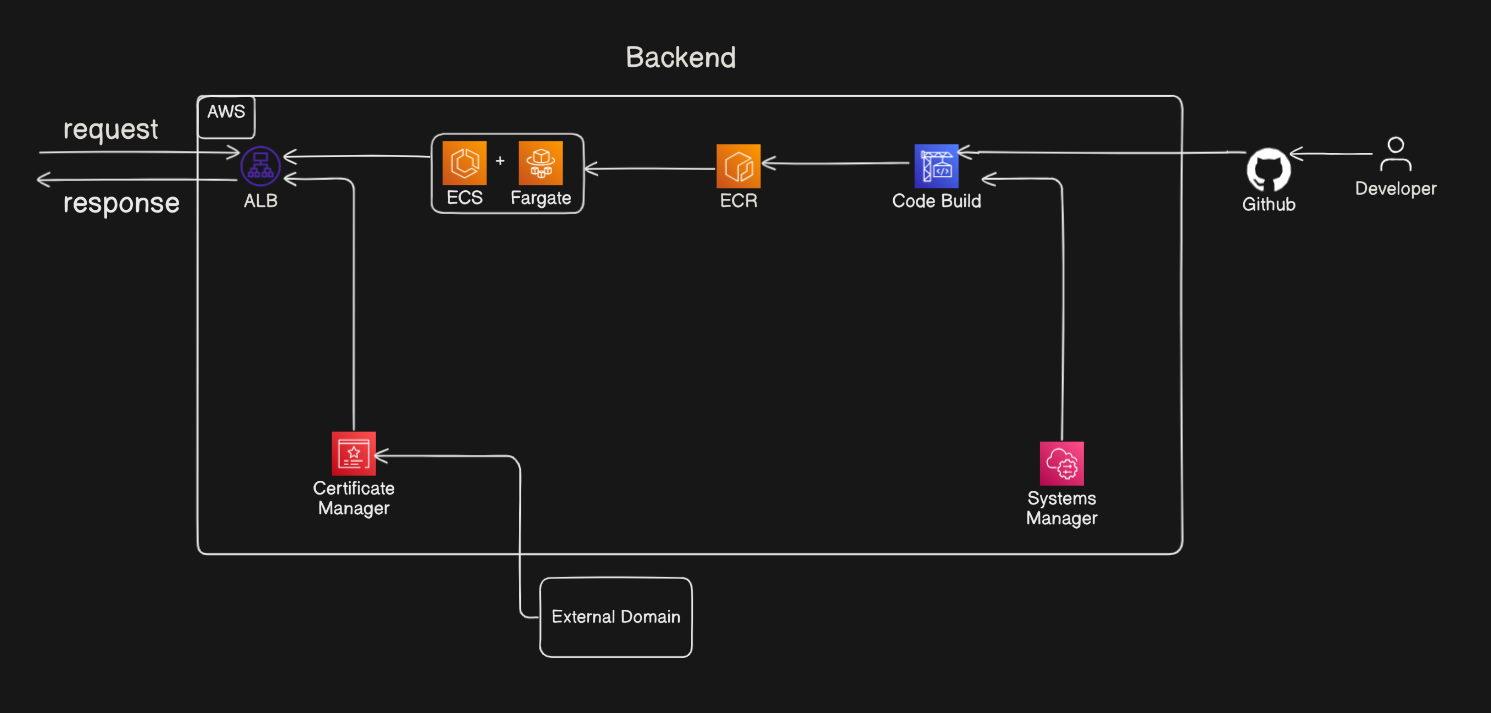 Backend
AWS
request
response
ALB
ECS
+
Fargate
ECR
Code Build
Github
Developer
Certificate
Manager
Systems
Manager
External Domain